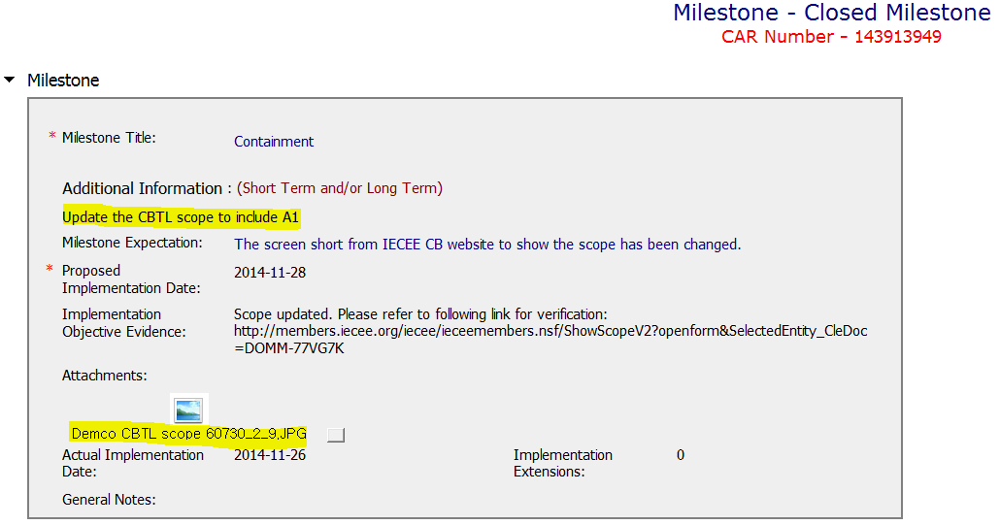 Milestone - Closed Milestone
CAR Number - 143913949
Milestone
* Milestone Title: Containment
Additional Information : (Short Term and/or Long Term)
Update the CBTL scope to include A1
Milestone Expectation: The screen short from IECEE CB website to show the scope has been changed.
* Proposed Implementation Date: 2014-11-28
Implementation Objective Evidence: Scope updated. Please refer to following link for verification:
http://members.iecee.org/iecee/ieceemembers.nsf/ShowScopeV2?openform&SelectedEntity_CleDoc
=DOMM-77VG7K
Attachments:
Demco CBTL scope 60730_2_9.JPG
Actual Implementation Date: 2014-11-26 Implementation Extensions: 0
General Notes: